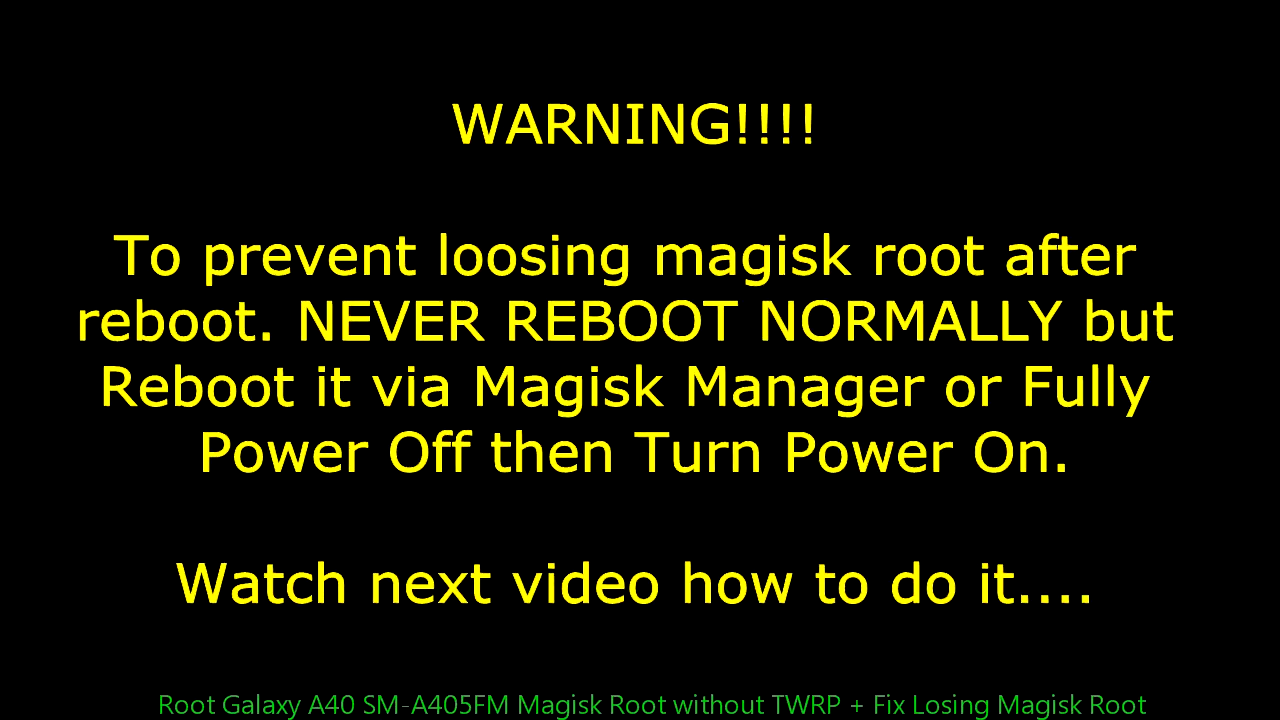 WARNING!!!!
To prevent loosing magisk root after
reboot. NEVER REBOOT NORMALLY but
Reboot it via Magisk Manager or Fully
Power Off then Turn Power On.
Watch next video how to do it....
Root Galaxy A40 SM-A405FM Magisk Root without TWRP + Fix Losing Magisk Root